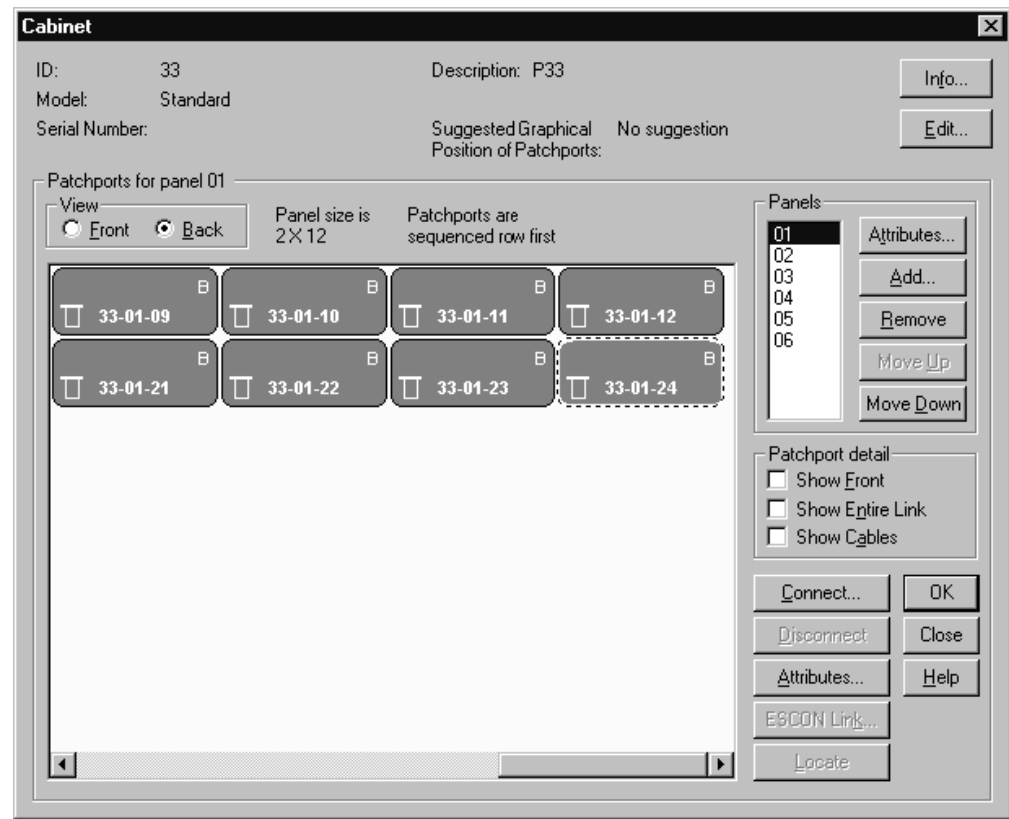 Cabinet
ID: 33 Description: P33
Info...
Model: Standard
Serial Number: Suggested Graphical No suggestion
Position of Patchports:
Edit...
Patchports for panel 01
View
Front Back
Panel size is
2X12
Patchports are
sequenced row first
B B B B
33-01-09 33-01-10 33-01-11 33-01-12
B B B B
33-01-21 33-01-22 33-01-23 33-01-24
Panels
01
02
03
04
05
06
Attributes...
Add...
Remove
Move Up
Move Down
Patchport detail
Show Front
Show Entire Link
Show Cables
Connect... OK
Disconnect Close
Attributes... Help
ESCON Link...
Locate